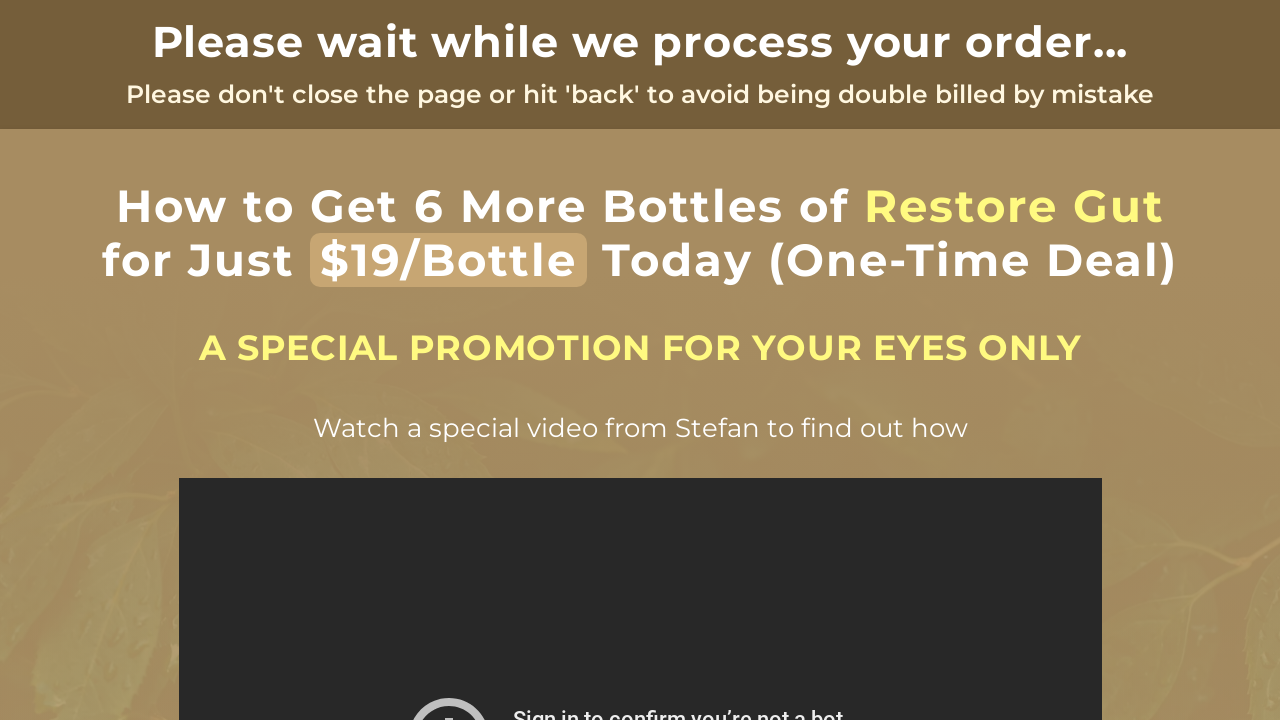 Please wait while we process your order...
Please don't close the page or hit 'back' to avoid being double billed by mistake
How to Get 6 More Bottles of Restore Gut
for Just $19/Bottle Today (One-Time Deal)
A SPECIAL PROMOTION FOR YOUR EYES ONLY
Watch a special video from Stefan to find out how
Sign in to confirm you’re not a bot